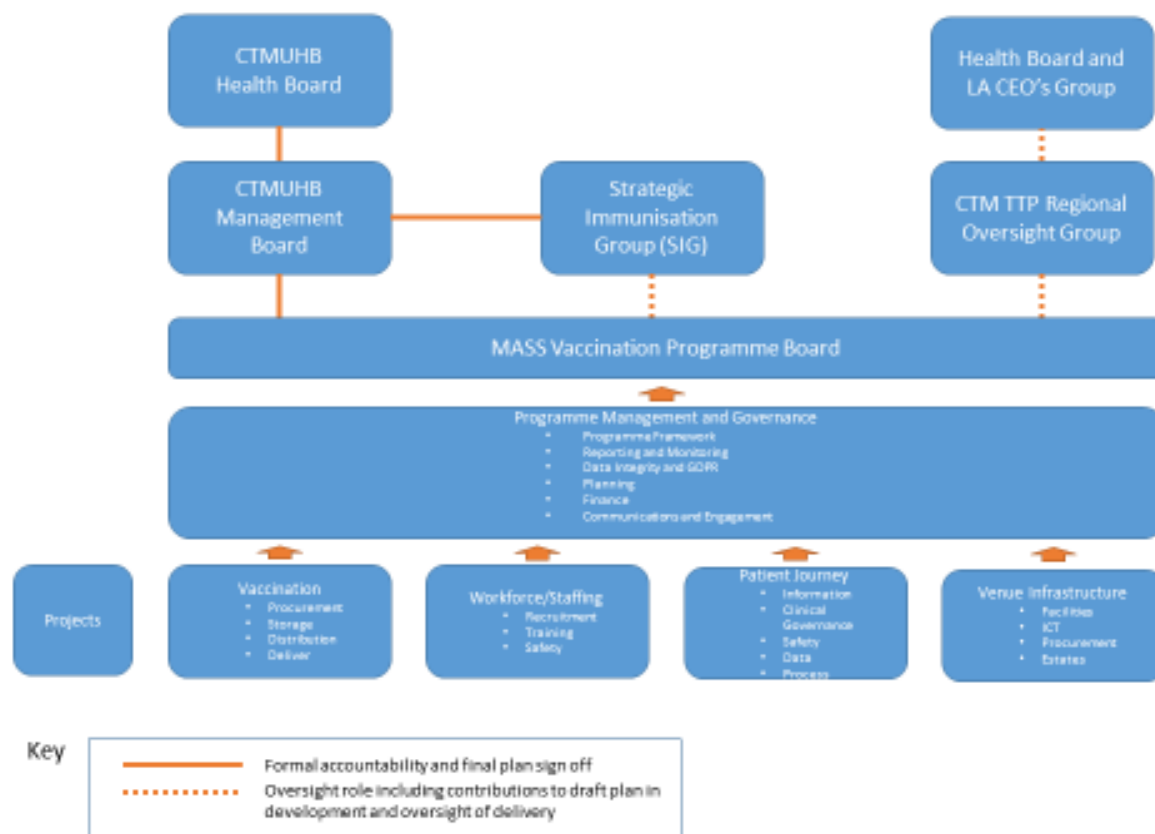 CTMUHB
Health Board
Health Board and
LA CEO's Group
CTMUHB
Management
Board
Strategic
Immunisation
Group (SIG)
CTM TTP Regional
Oversight Group
MASS Vaccination Programme Board
Programme Management and Governance
• Programme Framework
• Reporting and Monitoring
• Data Integrity and GDPR
• Planning
• Finance
• Communications and Engagement
Projects
Vaccination
• Procurement
• Storage
• Distribution
• Deliver
Workforce/Staffing
• Recruitment
• Training
• Safety
Patient Journey
• Information
• Clinical
Governance
• Safety
• Data
• Process
Venue Infrastructure
• Facilities
• ICT
• Procurement
• Estates
Key
Formal accountability and final plan sign off
Oversight role including contributions to draft plan in
development and oversight of delivery